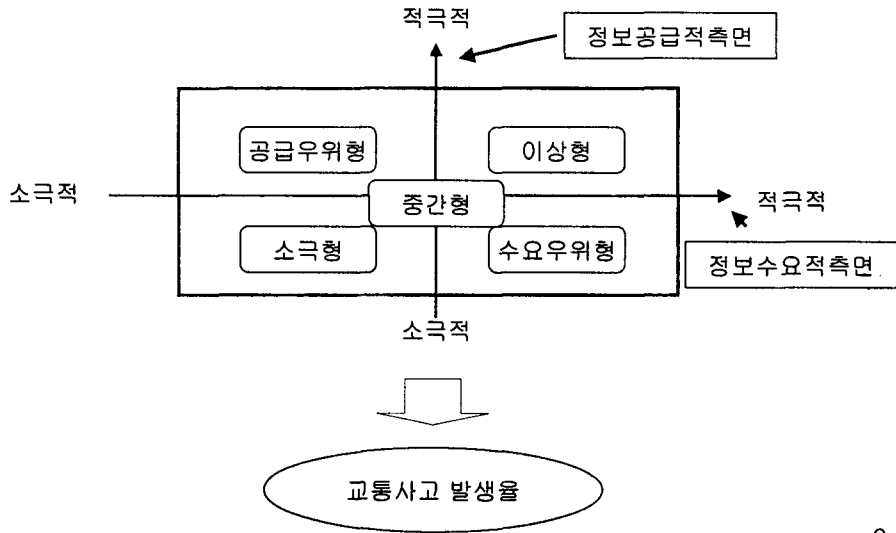 적극적
정보공급적측면
공급우위형
이상형
소극적
중간형
적극적
소극형
수요우위형
정보수요적측면
소극적
교통사고 발생율